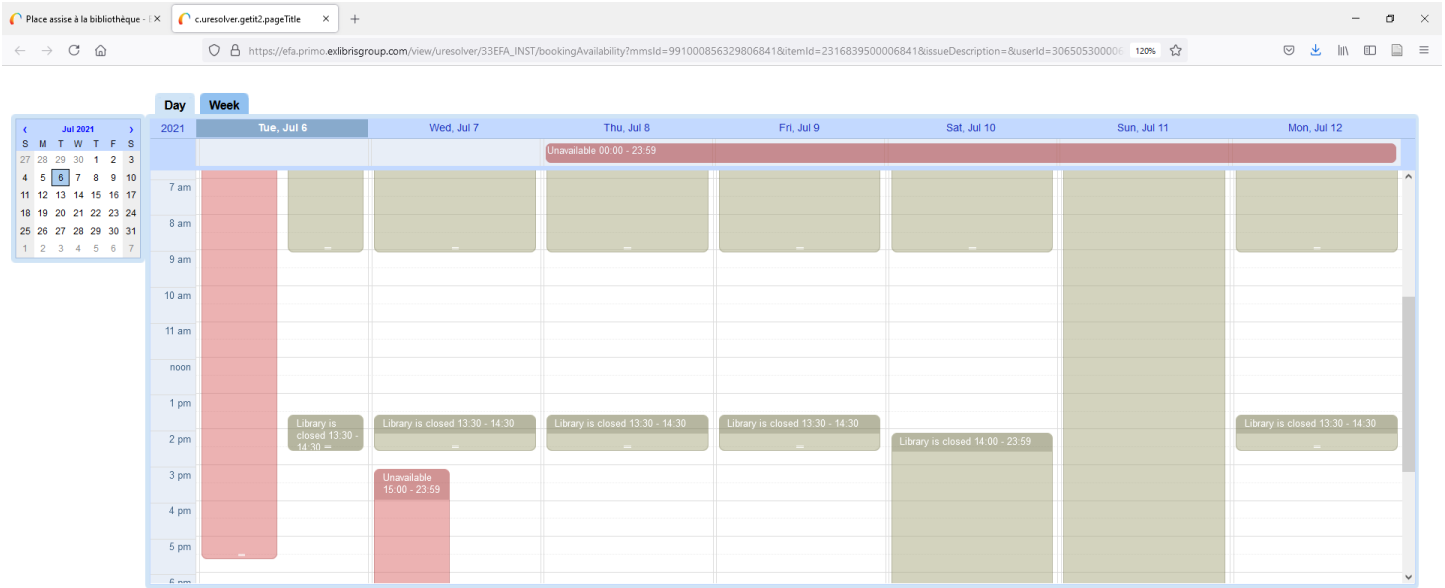 Place assise à la bibliothèque - E
c.uresolver.getit2.pageTitle
https://efa.primo.exlibrisgroup.com/view/uresolver/33EFA_INST/bookingAvailability?mmsId=991000856329806841&itemId=2316839500006841&issueDescription=&userId=306505300006
120%
Day Week
Jul 2021
S M T W T F S
27 28 29 30 1 2 3
4 5 6 7 8 9 10
11 12 13 14 15 16 17
18 19 20 21 22 23 24
25 26 27 28 29 30 31
1 2 3 4 5 6 7
2021 Tue, Jul 6 Wed, Jul 7 Thu, Jul 8 Fri, Jul 9 Sat, Jul 10 Sun, Jul 11 Mon, Jul 12
Unavailable 00:00 - 23:59
7 am
8 am
9 am
10 am
11 am
noon
1 pm
Library is closed 13:30 - 14:30
Library is closed 13:30 - 14:30
Library is closed 13:30 - 14:30
Library is closed 13:30 - 14:30
Library is
closed 13:30 -
14:30
2 pm
Library is closed 14:00 - 23:59
3 pm
Unavailable
15:00 - 23:59
4 pm
5 pm
6 pm